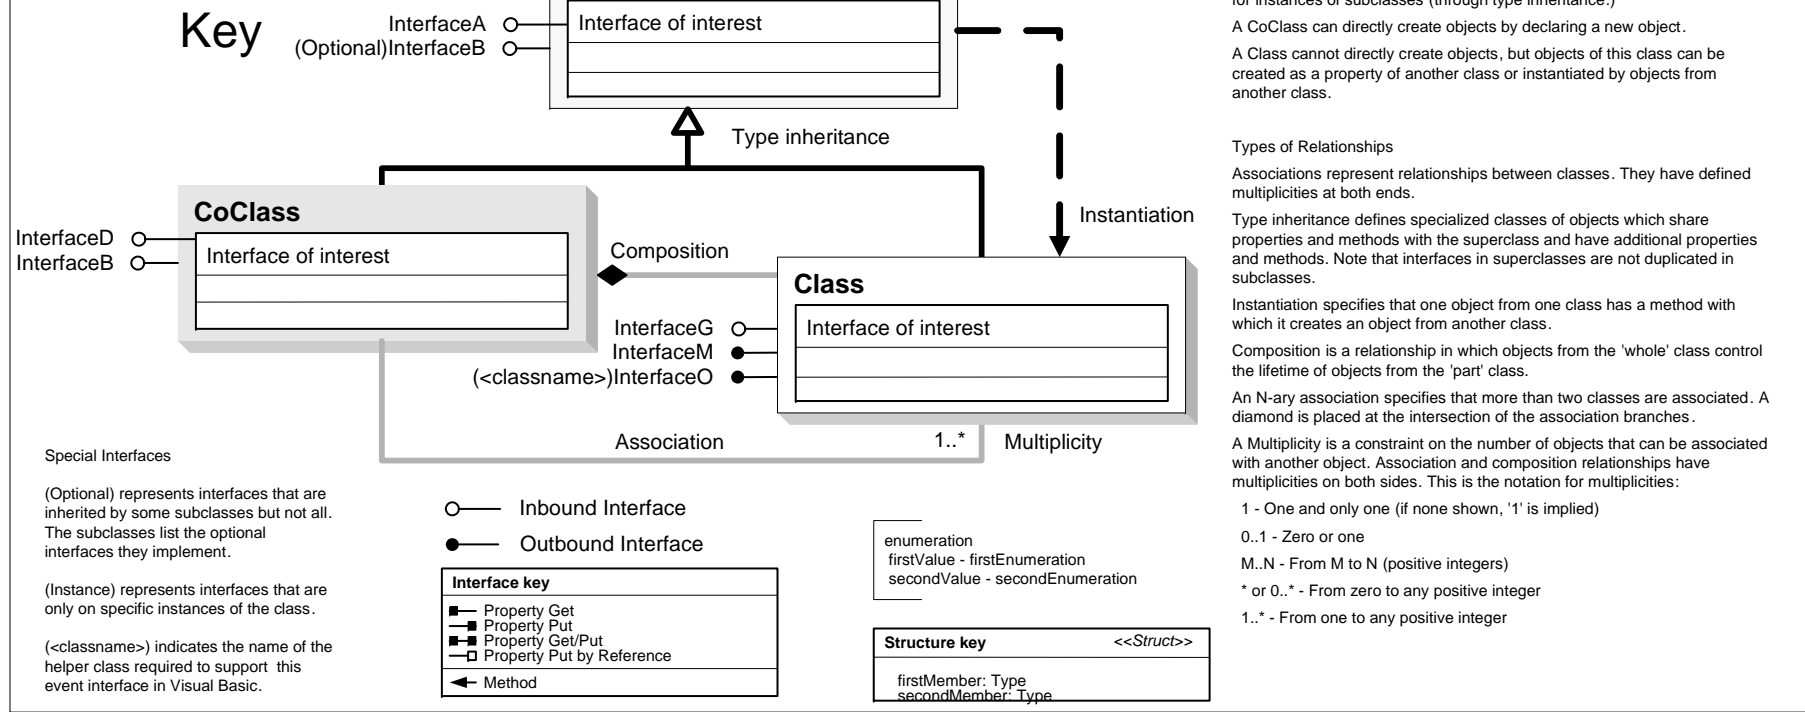 Key
InterfaceA
(Optional)InterfaceB
Interface of interest
Type inheritance
Instantiation
CoClass
InterfaceD
InterfaceB
Interface of interest
Composition
Class
InterfaceG
InterfaceM
(<classname>)InterfaceO
Interface of interest
Association
1..*
Multiplicity
Special Interfaces
(Optional) represents interfaces that are
inherited by some subclasses but not all.
The subclasses list the optional
interfaces they implement.
(Instance) represents interfaces that are
only on specific instances of the class.
(<classname>) indicates the name of the
helper class required to support this
event interface in Visual Basic.
Inbound Interface
Outbound Interface
Interface key
Property Get
Property Put
Property Get/Put
Property Put by Reference
Method
enumeration
firstValue - firstEnumeration
secondValue - secondEnumeration
Structure key <<Struct>>
firstMember: Type
secondMember: Type
for instances of subclasses (through type inheritance.)
A CoClass can directly create objects by declaring a new object.
A Class cannot directly create objects, but objects of this class can be
created as a property of another class or instantiated by objects from
another class.
Types of Relationships
Associations represent relationships between classes. They have defined
multiplicities at both ends.
Type inheritance defines specialized classes of objects which share
properties and methods with the superclass and have additional properties
and methods. Note that interfaces in superclasses are not duplicated in
subclasses.
Instantiation specifies that one object from one class has a method with
which it creates an object from another class.
Composition is a relationship in which objects from the 'whole' class control
the lifetime of objects from the 'part' class.
An N-ary association specifies that more than two classes are associated. A
diamond is placed at the intersection of the association branches.
A Multiplicity is a constraint on the number of objects that can be associated
with another object. Association and composition relationships have
multiplicities on both sides. This is the notation for multiplicities:
1 - One and only one (if none shown, '1' is implied)
0..1 - Zero or one
M..N - From M to N (positive integers)
* or 0..* - From zero to any positive integer
1..* - From one to any positive integer